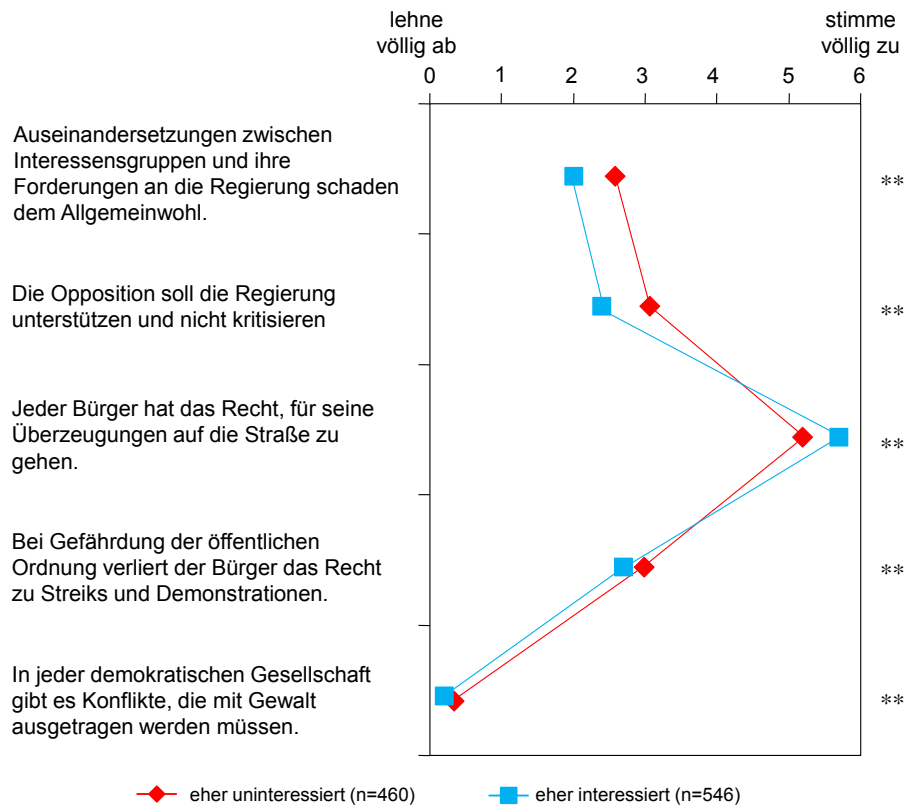 lehne
völlig ab
stimme
völlig zu
0 1 2 3 4 5 6
Auseinandersetzungen zwischen
Interessensgruppen und ihre
Forderungen an die Regierung schaden
dem Allgemeinwohl.
**
Die Opposition soll die Regierung
unterstützen und nicht kritisieren
**
Jeder Bürger hat das Recht, für seine
Überzeugungen auf die Straße zu
gehen.
**
Bei Gefährdung der öffentlichen
Ordnung verliert der Bürger das Recht
zu Streiks und Demonstrationen.
**
In jeder demokratischen Gesellschaft
gibt es Konflikte, die mit Gewalt
ausgetragen werden müssen.
**
eher uninteressiert (n=460)
eher interessiert (n=546)